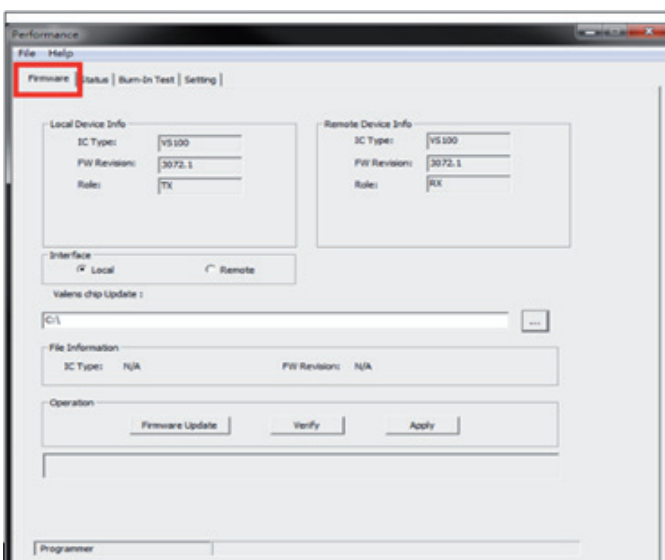 Performance
File Help
Firmware Status Burn-In Test Setting
Local Device Info
IC Type: VS100
FW Revision: 3072.1
Role: TX
Remote Device Info
IC Type: VS100
FW Revision: 3072.1
Role: RX
Interface
Local Remote
Valens chip Update :
C:\
...
File Information
IC Type: N/A FW Revision: N/A
Operation
Firmware Update Verify Apply
Programmer